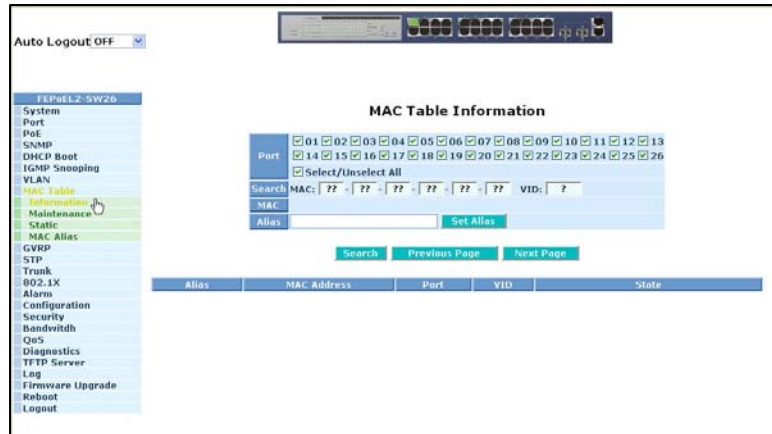 Auto Logout OFF
FEPoEL2-SW26
System
Port
PoE
SNMP
DHCP Boot
IGMP Snooping
VLAN
MAC Table
Information
Maintenance
Static
MAC Alias
GVRP
STP
Trunk
802.1X
Alarm
Configuration
Security
Bandwitdh
QoS
Diagnostics
TFTP Server
Log
Firmware Upgrade
Reboot
Logout
MAC Table Information
Port
01 02 03 04 05 06 07 08 09 10 11 12 13
14 15 16 17 18 19 20 21 22 23 24 25 26
Select/Unselect All
Search MAC: ?? - ?? - ?? - ?? - ?? - ?? VID: ?
MAC
Alias Set Alias
Search Previous Page Next Page
Alias MAC Address Port VID State